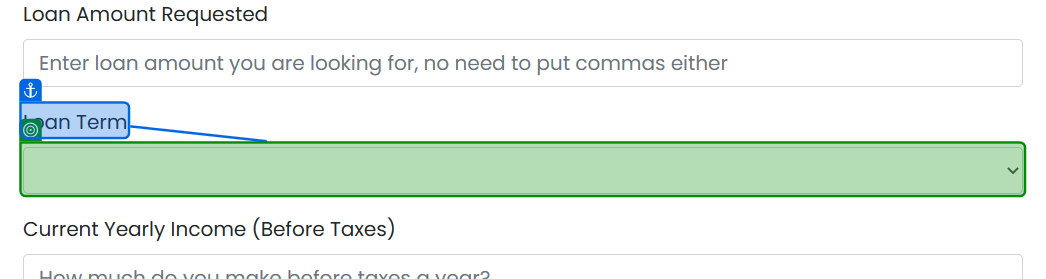 Loan Amount Requested
Enter loan amount you are looking for, no need to put commas either
Loan Term
Current Yearly Income (Before Taxes)
How much do you make before taxes a year?